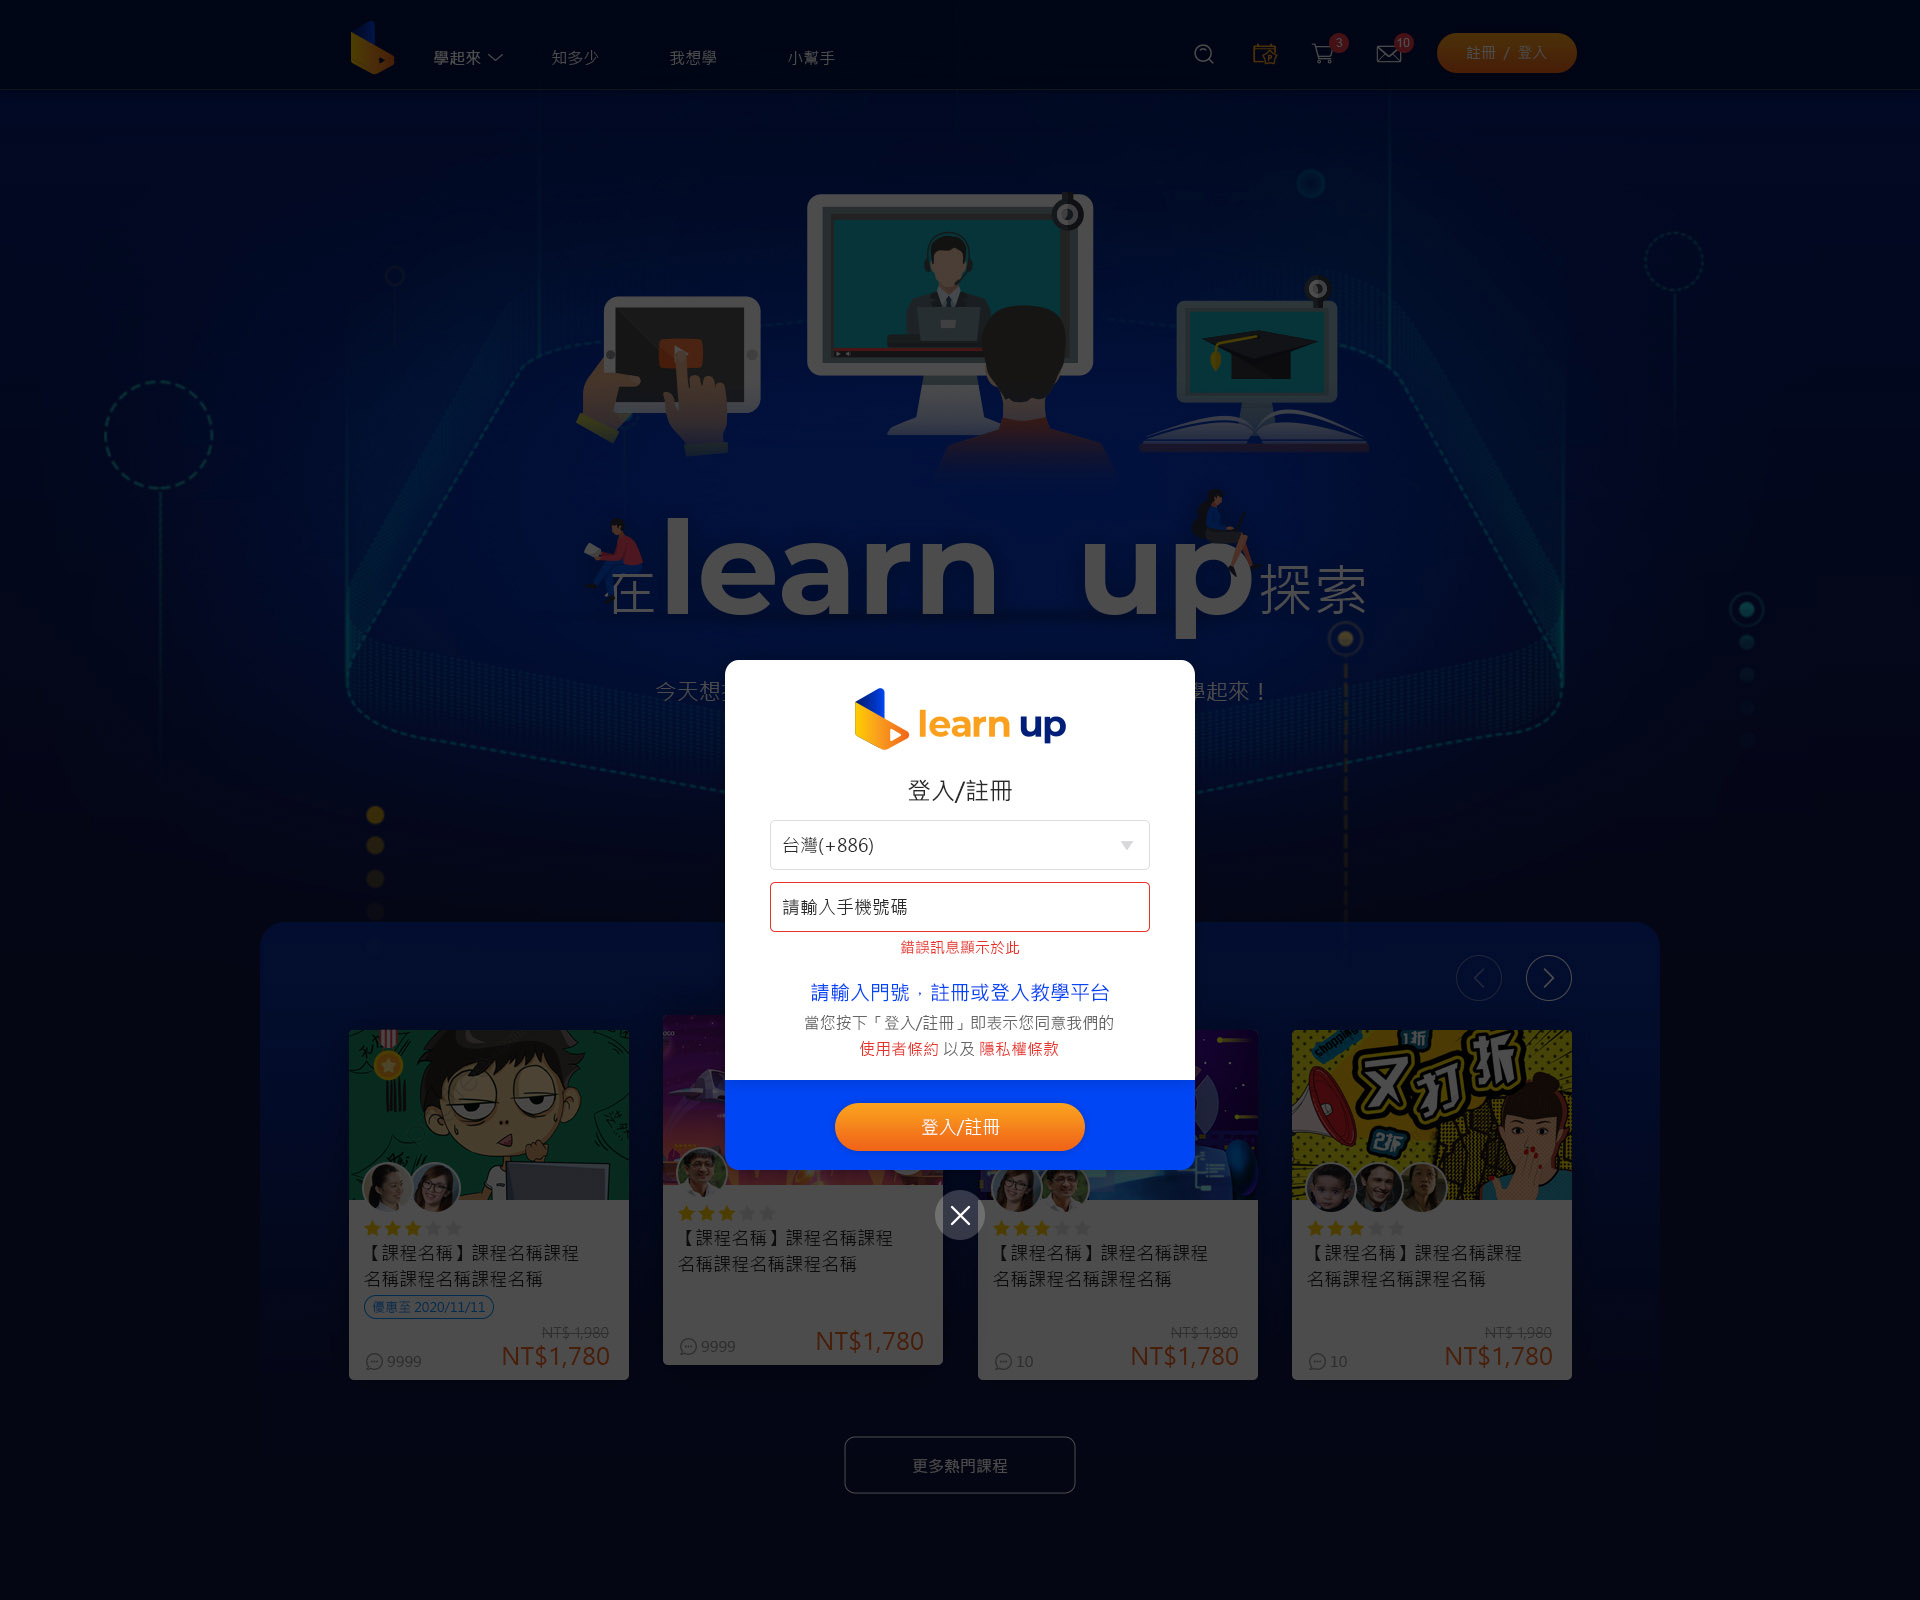 學起來
知多少
我想學
小幫手
3
10
註冊 / 登入
在learn up探索
今天想
學起來！
learn up
登入/註冊
台灣(+886)
請輸入手機號碼
錯誤訊息顯示於此
請輸入門號，註冊或登入教學平台
當您按下「登入/註冊」即表示您同意我們的
使用者條約 以及 隱私權條款
登入/註冊
又打折
2折
【課程名稱】課程名稱課程
名稱課程名稱課程名稱
優惠至 2020/11/11
NT$ 1,980
9999
NT$1,780
【課程名稱】課程名稱課程
名稱課程名稱課程名稱
9999
NT$1,780
【課程名稱】課程名稱課程
名稱課程名稱課程名稱
NT$ 1,980
10
NT$1,780
【課程名稱】課程名稱課程
名稱課程名稱課程名稱
NT$ 1,980
10
NT$1,780
更多熱門課程